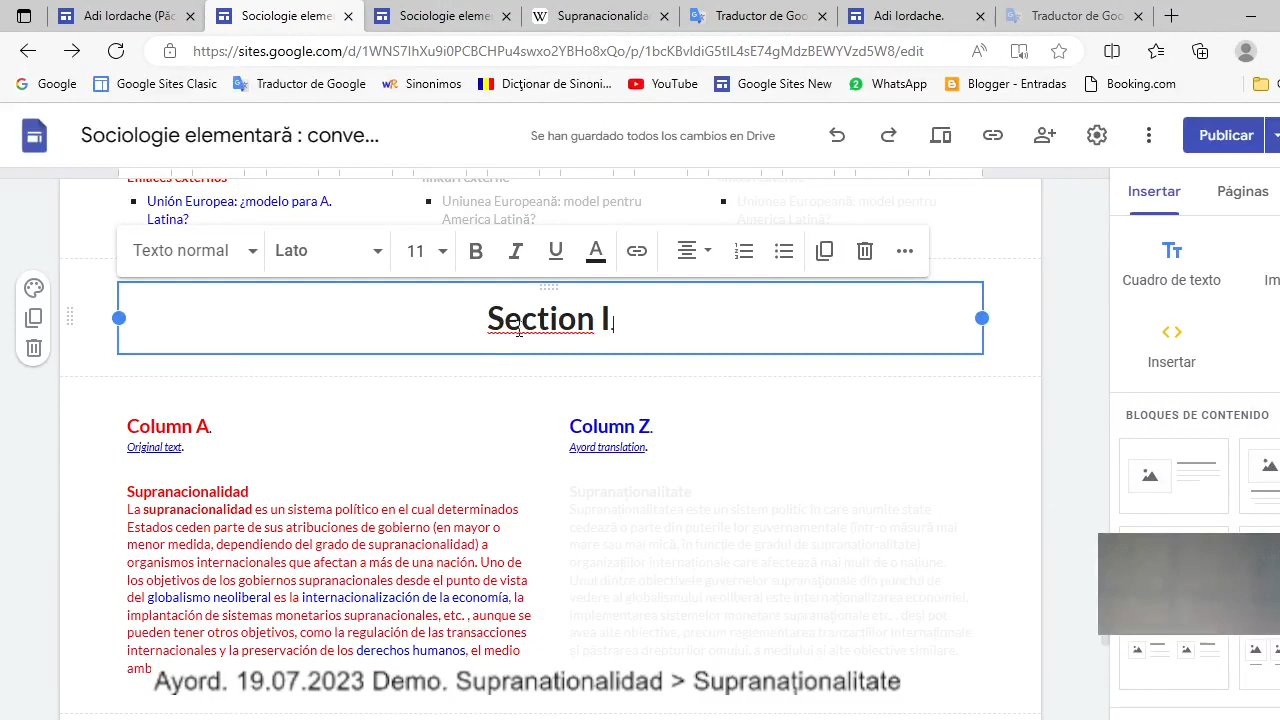 Adi Iordache (Pác
Sociologie elemen
Sociologie eleme
Supranacionalida
Traductor de Goo
Adi Iordache.
Traductor de Goo
https://sites.google.com/d/1WNS7IhXu9i0PCBCHPu4swxo2YBHo8xQo/p/1bcKBvldiG5tIL4sE74gMdzBEWYVzd5W8/edit
Google
Google Sites Clasic
Traductor de Google
Sinonimos
Dicționar de Sinoni...
YouTube
Google Sites New
WhatsApp
Blogger - Entradas
Booking.com
Sociologie elementară : conve...
Se han guardado todos los cambios en Drive
Publicar
Insertar
Páginas
Enlaces externos
linkuri externe
linkuri externe
Unión Europea: ¿modelo para A. Latina?
Uniunea Europeană: model pentru America Latină?
Uniunea Europeană: model pentru America Latină?
Texto normal
Lato
11
B
I
U
A
Cuadro de texto
Im
Section I.
Insertar
BLOQUES DE CONTENIDO
Column A.
Original text.
Column Z.
Ayord translation.
Supranacionalidad
La supranacionalidad es un sistema político en el cual determinados
Estados ceden parte de sus atribuciones de gobierno (en mayor o
menor medida, dependiendo del grado de supranacionalidad) a
organismos internacionales que afectan a más de una nación. Uno de
los objetivos de los gobiernos supranacionales desde el punto de vista
del globalismo neoliberal es la internacionalización de la economía, la
implantación de sistemas monetarios supranacionales, etc. , aunque se
pueden tener otros objetivos, como la regulación de las transacciones
internacionales y la preservación de los derechos humanos, el medio
amb
Supranaționalitate
Supranaționalitatea este un sistem politic în care anumite state
cedează o parte din puterile lor guvernamentale (într-o măsură mai
mare sau mai mică, în funcție de gradul de supranaționalitate)
organizațiilor internaționale care afectează mai mult de o națiune.
Unul dintre obiectivele guvernelor supranaționale din punctul de
vedere al globalismului neoliberal este internaționalizarea economiei,
implementarea sistemelor monetare supranaționale etc. , deși pot
avea alte obiective, precum reglementarea tranzacțiilor internaționale
și păstrarea drepturilor omului, a mediului și alte obiective similare.
Ayord. 19.07.2023 Demo. Supranationalidad > Supranaționalitate